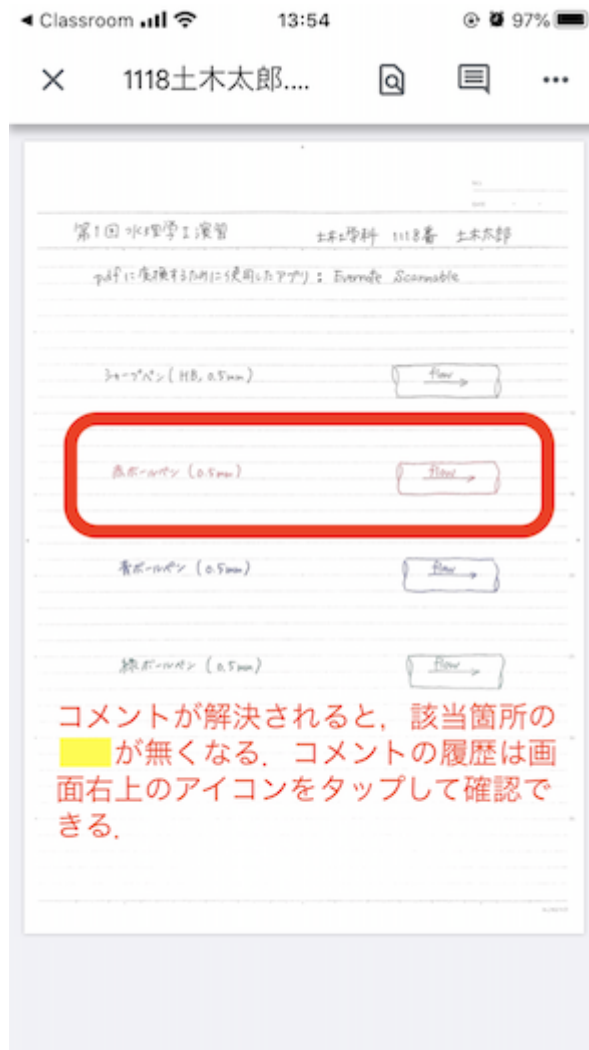 ◀ Classroom 13:54 97%
1118土木太郎....
第1回 水理学I演習 土木工学科 1118番 土木太郎
pdfに変換するために使用したアプリ: Evernote Scannable
シャープペン(HB, 0.5mm) flow
赤ボールペン (0.5mm) flow
青ボールペン (0.5mm) flow
緑ボールペン (0.5mm) flow
コメントが解決されると，該当箇所の
が無くなる．コメントの履歴は画
面右上のアイコンをタップして確認で
きる．